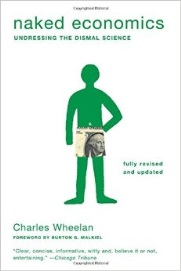 naked economics
UNDRESSING THE DISMAL SCIENCE
fully revised
and updated
Charles Wheelan
FOREWORD BY BURTON G. MALKIEL
"Clear, concise, informative, witty and, believe it or not,
entertaining." —Chicago Tribune